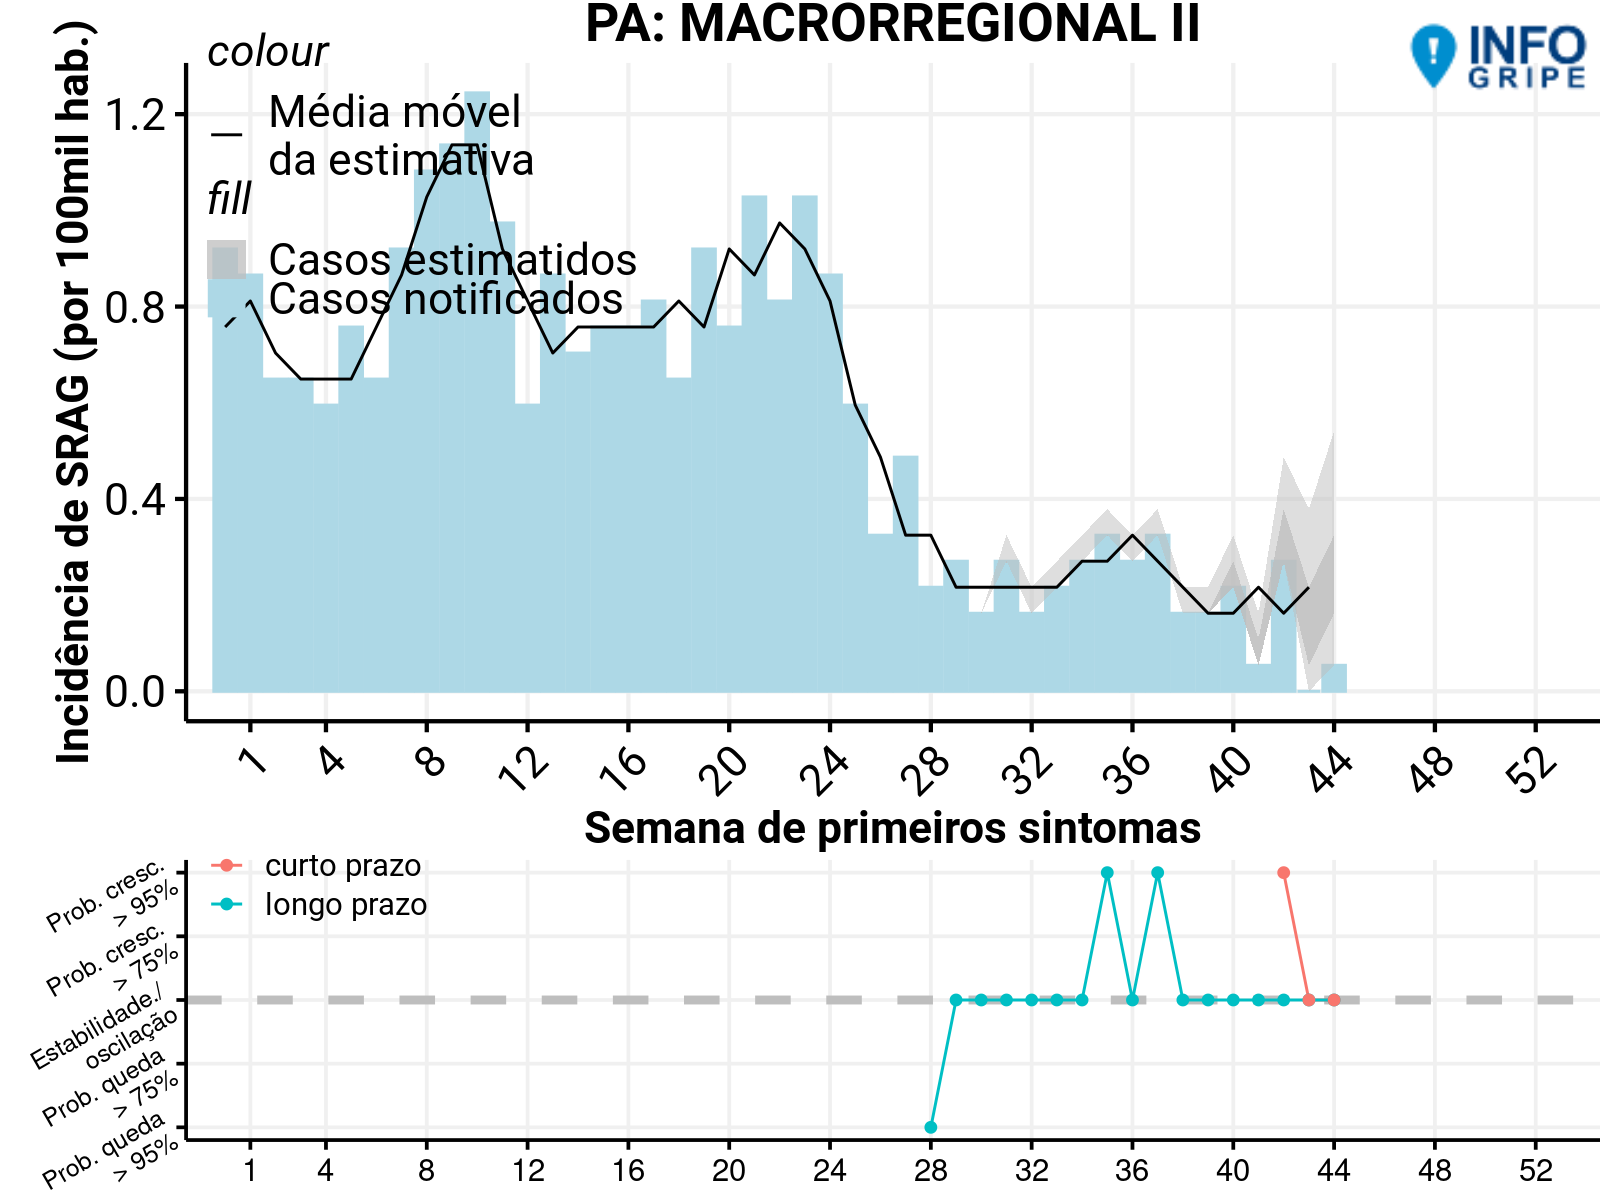 PA: MACRORREGIONAL II
INFO
GRIPE
Incidência de SRAG (por 100mil hab.)
colour
Média móvel
da estimativa
fill
Casos estimatidos
Casos notificados
1.2
0.8
0.4
0.0
1 4 8 12 16 20 24 28 32 36 40 44 48 52
Semana de primeiros sintomas
curto prazo
longo prazo
Prob. cresc.
> 95%
Prob. cresc.
> 75%
Estabilidade./
oscilação
Prob. queda
> 75%
Prob. queda
> 95%
1 4 8 12 16 20 24 28 32 36 40 44 48 52